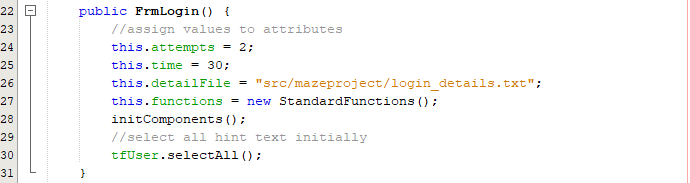 22 public FrmLogin() {
23 //assign values to attributes
24 this.attempts = 2;
25 this.time = 30;
26 this.detailFile = "src/mazeproject/login_details.txt";
27 this.functions = new StandardFunctions();
28 initComponents();
29 //select all hint text initially
30 tfUser.selectAll();
31 }